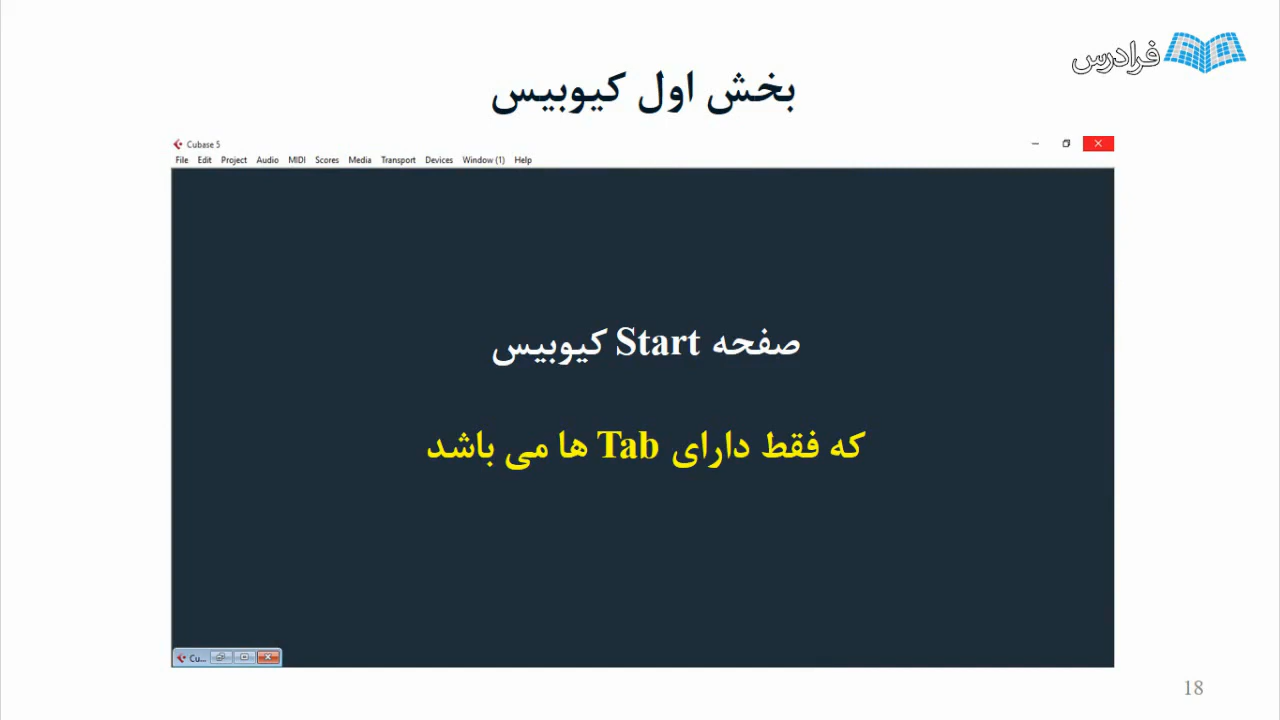 فرادرس
بخش اول کیوبیس
Cubase 5
File Edit Project Audio MIDI Scores Media Transport Devices Window (1) Help
صفحه Start کیوبیس
که فقط دارای Tab ها می باشد
Cu...
18